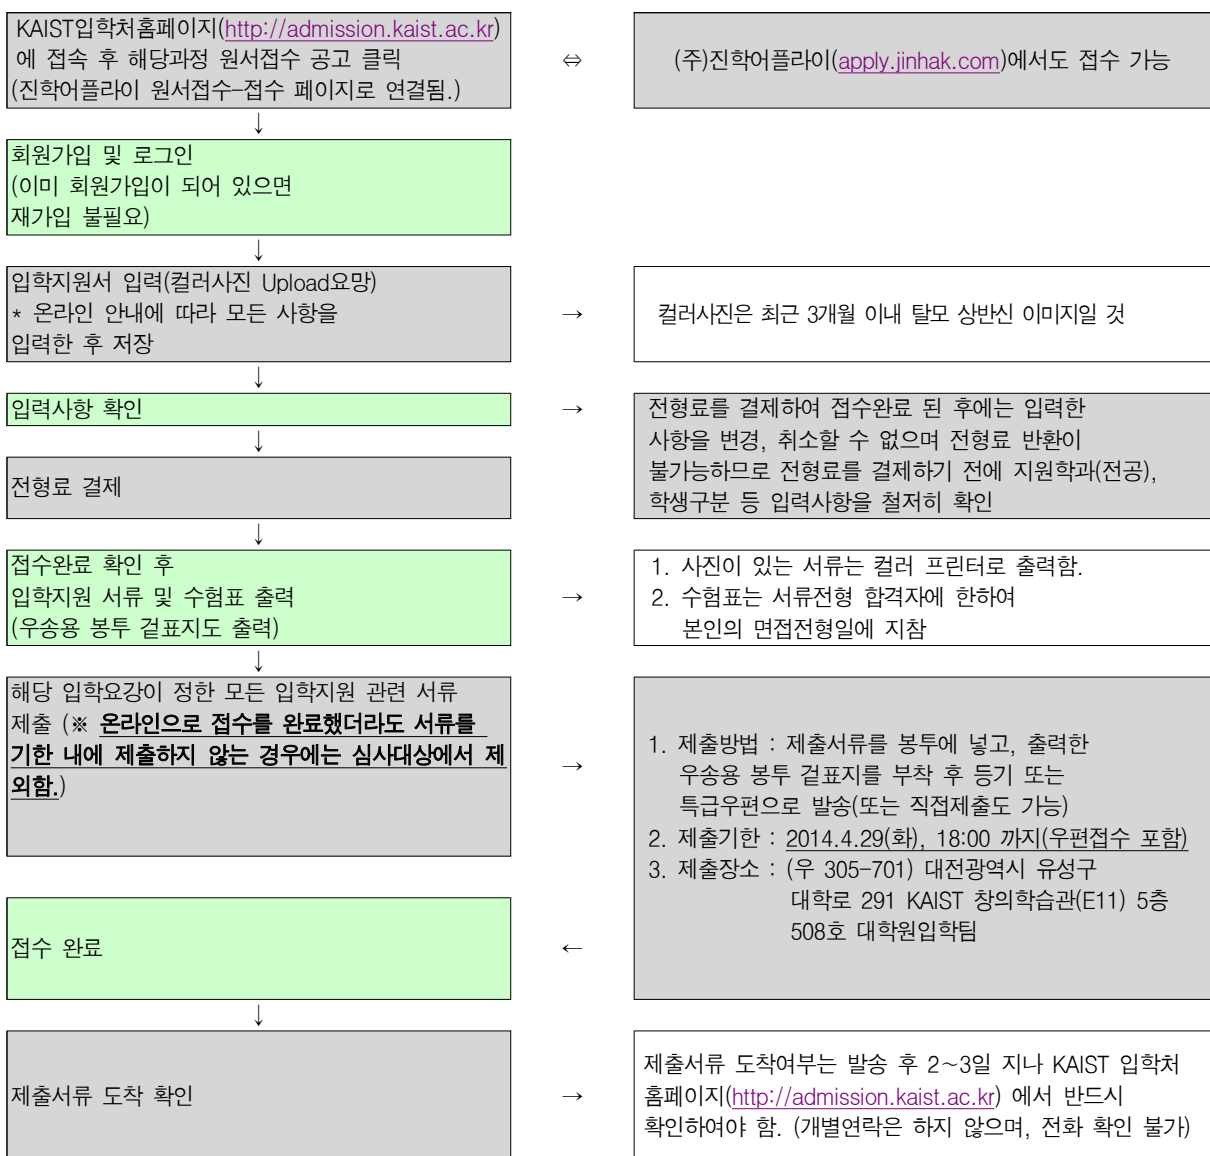 KAIST입학처홈페이지(http://admission.kaist.ac.kr)
에 접속 후 해당과정 원서접수 공고 클릭
(진학어플라이 원서접수-접수 페이지로 연결됨.)
⇔
(주)진학어플라이(apply.jinhak.com)에서도 접수 가능
↓
회원가입 및 로그인
(이미 회원가입이 되어 있으면
재가입 불필요)
↓
입학지원서 입력(컬러사진 Upload요망)
* 온라인 안내에 따라 모든 사항을
입력한 후 저장
→
컬러사진은 최근 3개월 이내 탈모 상반신 이미지일 것
↓
입력사항 확인
→
전형료를 결제하여 접수완료 된 후에는 입력한
사항을 변경, 취소할 수 없으며 전형료 반환이
불가능하므로 전형료를 결제하기 전에 지원학과(전공),
학생구분 등 입력사항을 철저히 확인
↓
전형료 결제
↓
접수완료 확인 후
입학지원 서류 및 수험표 출력
(우송용 봉투 겉표지도 출력)
→
1. 사진이 있는 서류는 컬러 프린터로 출력함.
2. 수험표는 서류전형 합격자에 한하여
본인의 면접전형일에 지참
↓
해당 입학요강이 정한 모든 입학지원 관련 서류
제출 (※ 온라인으로 접수를 완료했더라도 서류를
기한 내에 제출하지 않는 경우에는 심사대상에서 제
외함.)
→
1. 제출방법 : 제출서류를 봉투에 넣고, 출력한
우송용 봉투 겉표지를 부착 후 등기 또는
특급우편으로 발송(또는 직접제출도 가능)
2. 제출기한 : 2014.4.29(화), 18:00 까지(우편접수 포함)
3. 제출장소 : (우 305-701) 대전광역시 유성구
대학로 291 KAIST 창의학습관(E11) 5층
508호 대학원입학팀
접수 완료
←
↓
제출서류 도착 확인
→
제출서류 도착여부는 발송 후 2~3일 지나 KAIST 입학처
홈페이지(http://admission.kaist.ac.kr) 에서 반드시
확인하여야 함. (개별연락은 하지 않으며, 전화 확인 불가)